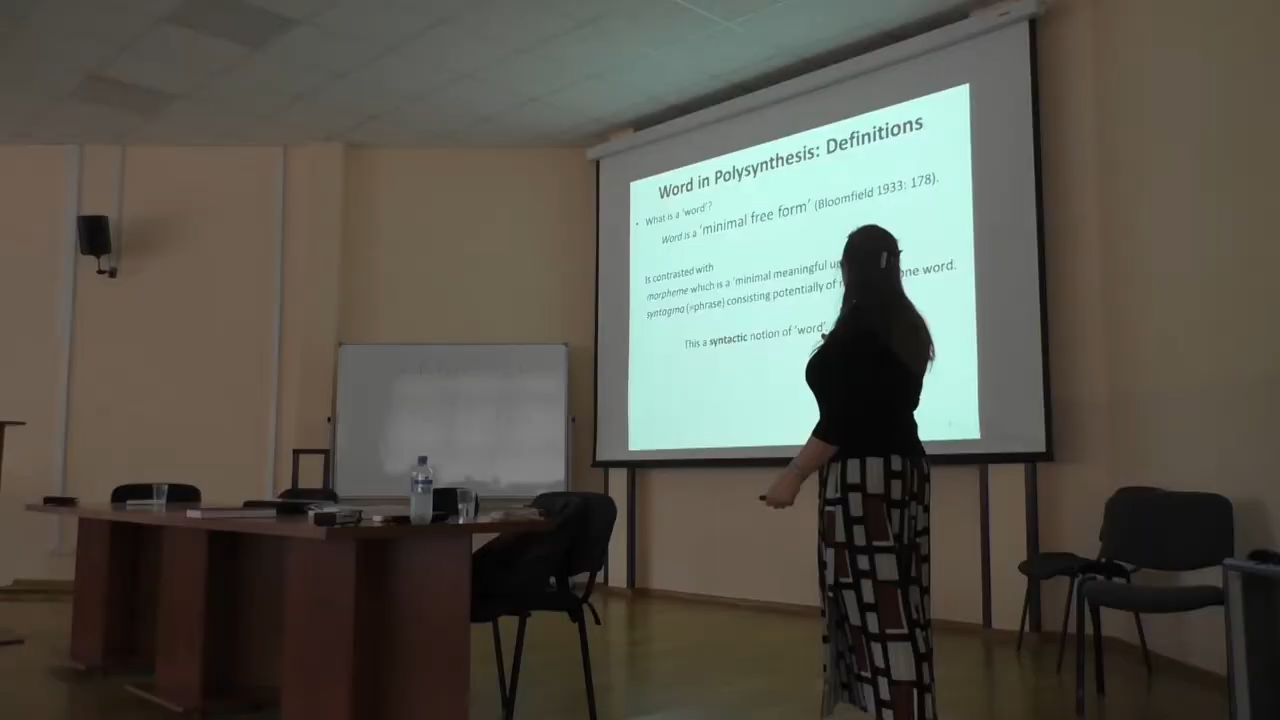 Word in Polysynthesis: Definitions
• What is a 'word'?
Word is a 'minimal free form' (Bloomfield 1933: 178).
Is contrasted with
morpheme which is a 'minimal meaningful
syntagma (=phrase) consisting potentially of one word.
This a syntactic notion of 'word'.